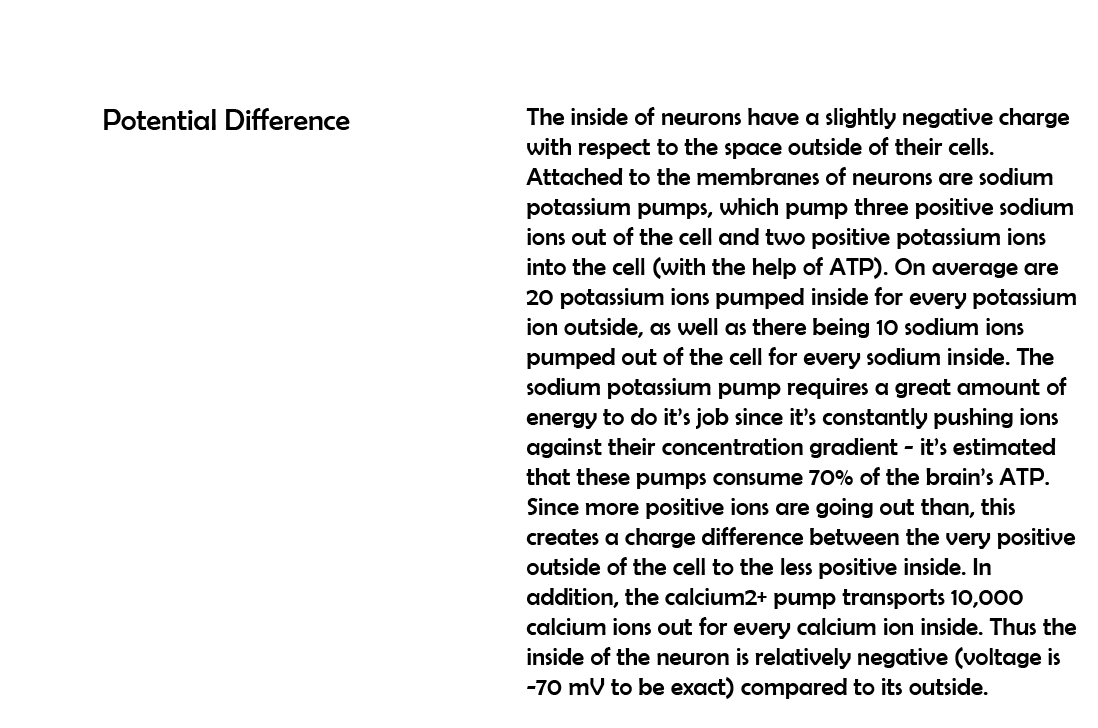 Potential Difference
The inside of neurons have a slightly negative charge
with respect to the space outside of their cells.
Attached to the membranes of neurons are sodium
potassium pumps, which pump three positive sodium
ions out of the cell and two positive potassium ions
into the cell (with the help of ATP). On average are
20 potassium ions pumped inside for every potassium
ion outside, as well as there being 10 sodium ions
pumped out of the cell for every sodium inside. The
sodium potassium pump requires a great amount of
energy to do it’s job since it’s constantly pushing ions
against their concentration gradient - it’s estimated
that these pumps consume 70% of the brain’s ATP.
Since more positive ions are going out than, this
creates a charge difference between the very positive
outside of the cell to the less positive inside. In
addition, the calcium2+ pump transports 10,000
calcium ions out for every calcium ion inside. Thus the
inside of the neuron is relatively negative (voltage is
-70 mV to be exact) compared to its outside.